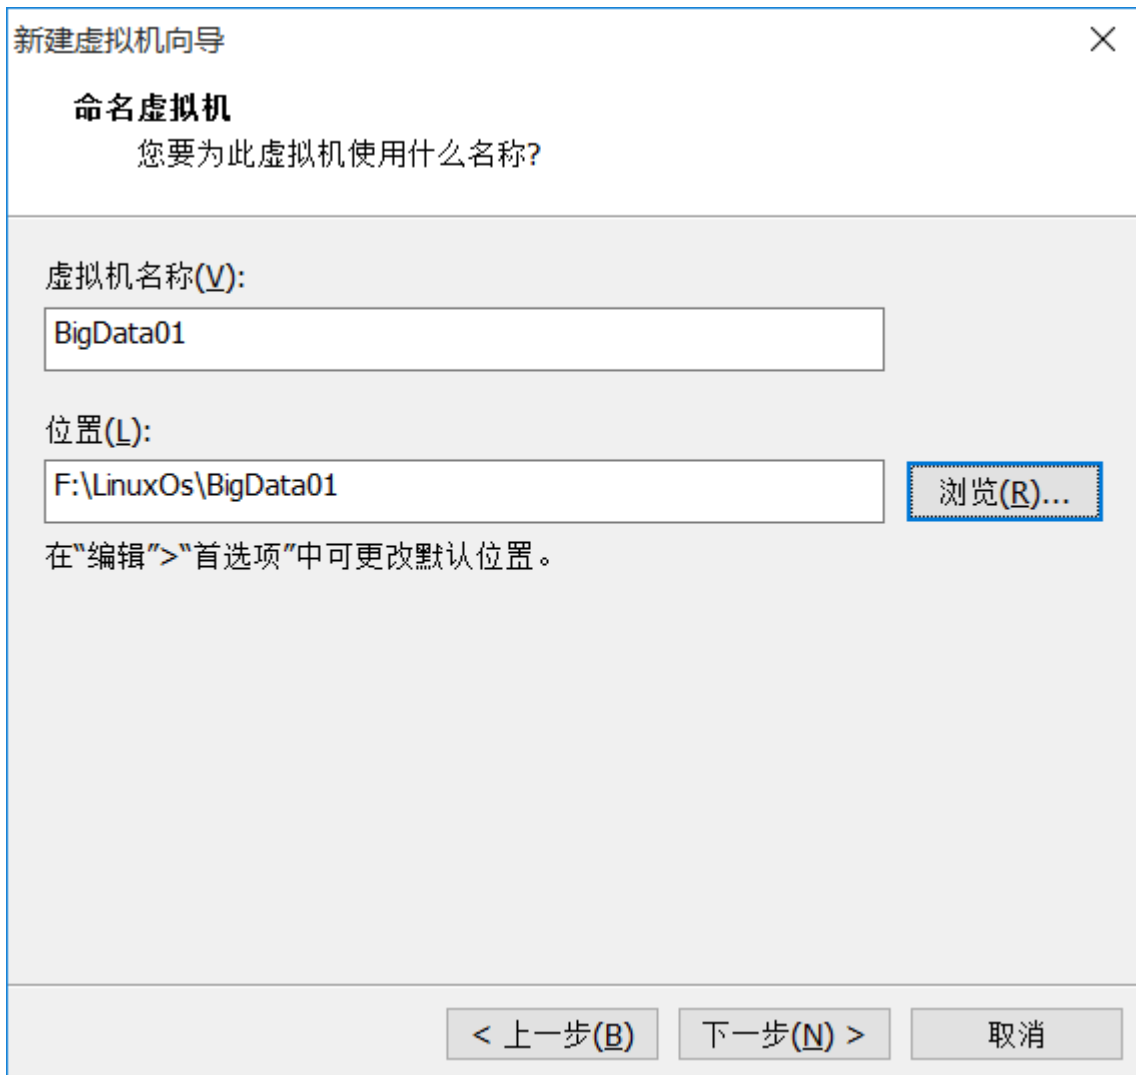 新建虚拟机向导
命名虚拟机
您要为此虚拟机使用什么名称?
虚拟机名称(V):
BigData01
位置(L):
F:\LinuxOs\BigData01
浏览(R)...
在“编辑”>“首选项”中可更改默认位置。
< 上一步(B)
下一步(N) >
取消